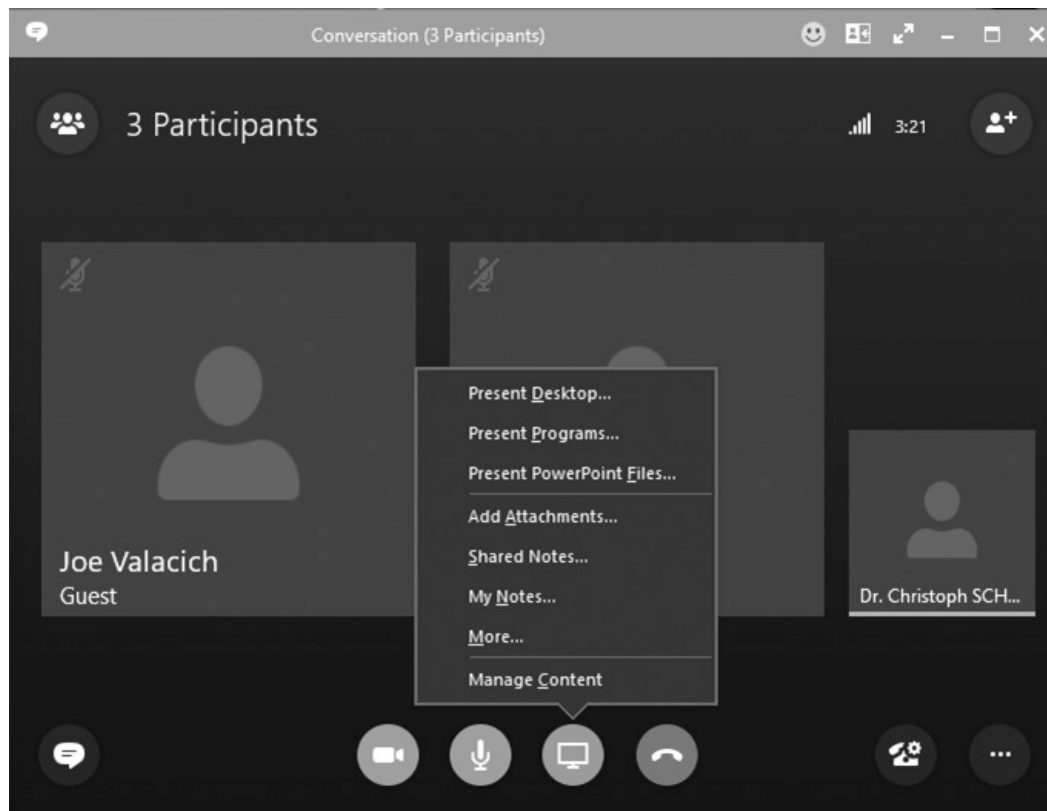 Conversation (3 Participants)
3 Participants
3:21
Present Desktop...
Present Programs...
Present PowerPoint Files...
Add Attachments...
Shared Notes...
My Notes...
More...
Manage Content
Joe Valacich
Guest
Dr. Christoph SCH...